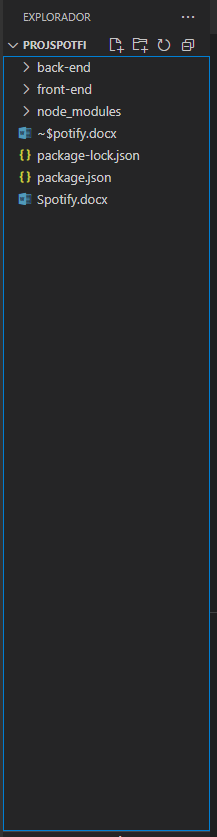 EXPLORADOR
PROJSPOTFI
back-end
front-end
node_modules
~$potify.docx
package-lock.json
package.json
Spotify.docx